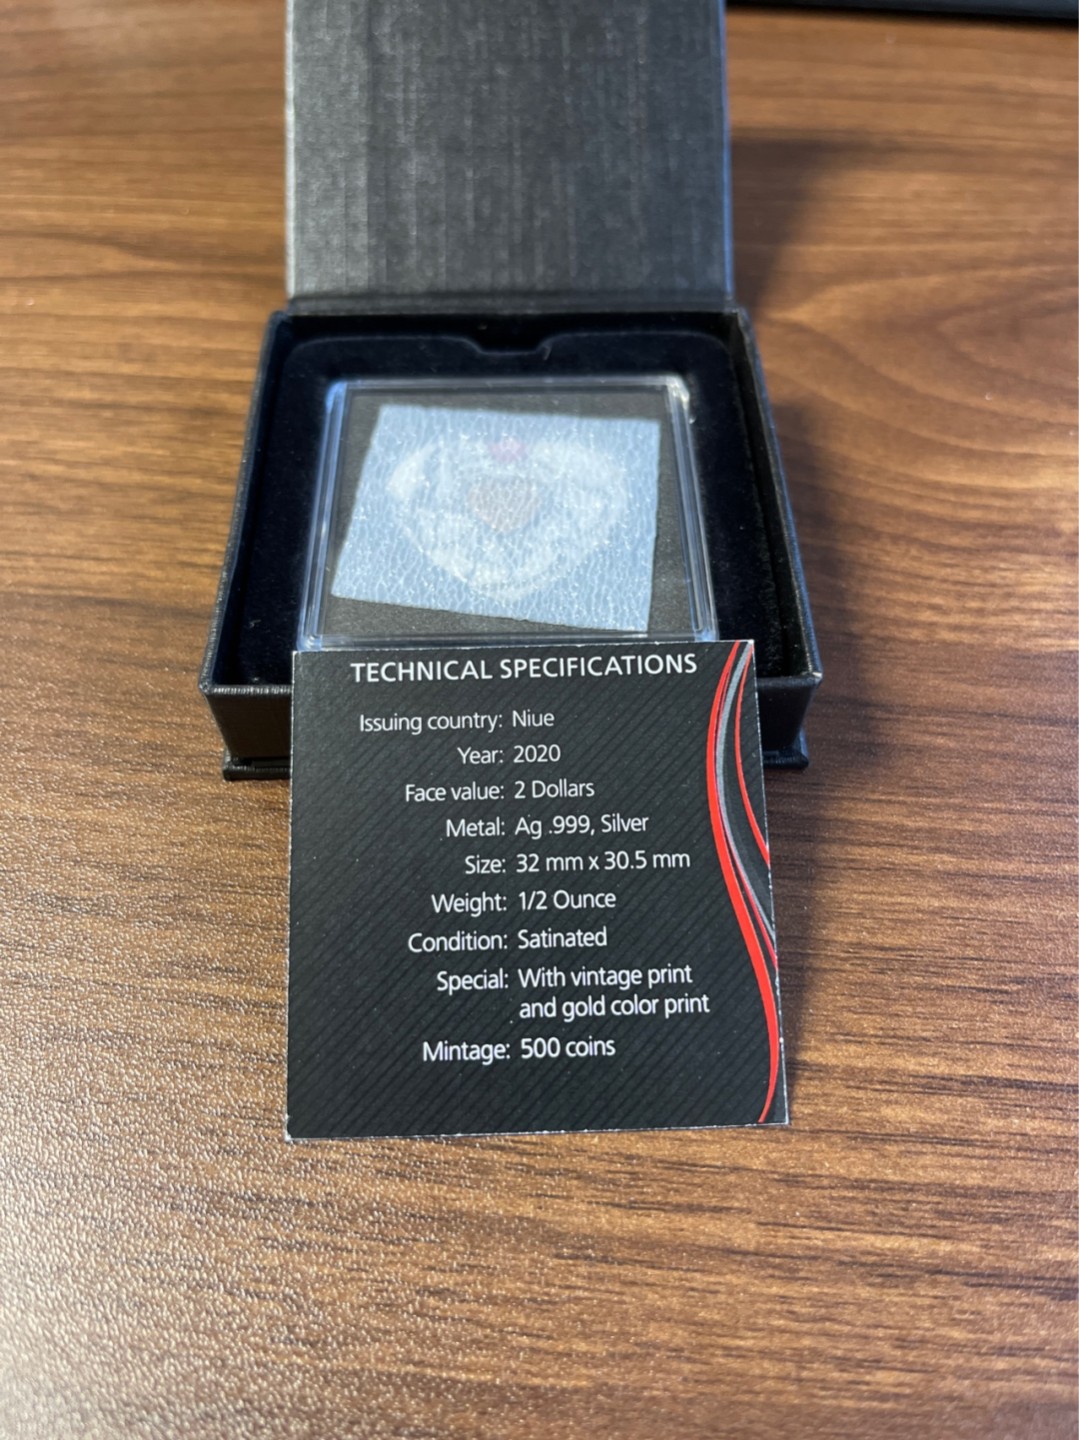 TECHNICAL SPECIFICATIONS
Issuing country: Niue
Year: 2020
Face value: 2 Dollars
Metal: Ag .999, Silver
Size: 32 mm x 30.5 mm
Weight: 1/2 Ounce
Condition: Satinated
Special: With vintage print
and gold color print
Mintage: 500 coins